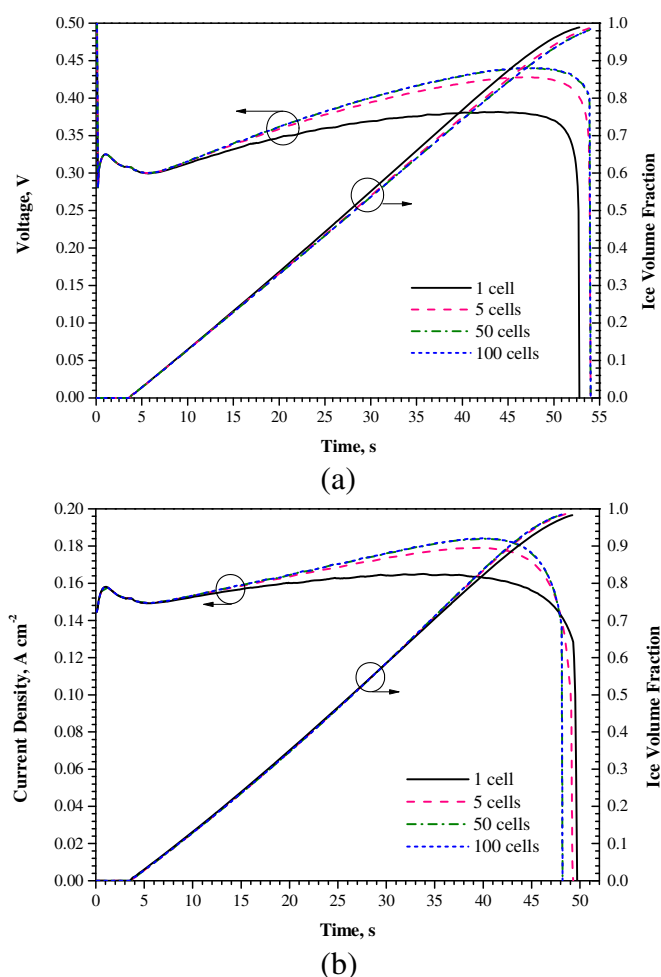 0.50
0.45
0.40
0.35
0.30
0.25
0.20
0.15
0.10
0.05
0.00
Voltage, V
1.0
0.9
0.8
0.7
0.6
0.5
0.4
0.3
0.2
0.1
0.0
Ice Volume Fraction
1 cell
5 cells
50 cells
100 cells
0 5 10 15 20 25 30 35 40 45 50 55
Time, s
(a)
0.20
0.18
0.16
0.14
0.12
0.10
0.08
0.06
0.04
0.02
0.00
Current Density, A cm⁻²
1.0
0.9
0.8
0.7
0.6
0.5
0.4
0.3
0.2
0.1
0.0
Ice Volume Fraction
1 cell
5 cells
50 cells
100 cells
0 5 10 15 20 25 30 35 40 45 50
Time, s
(b)